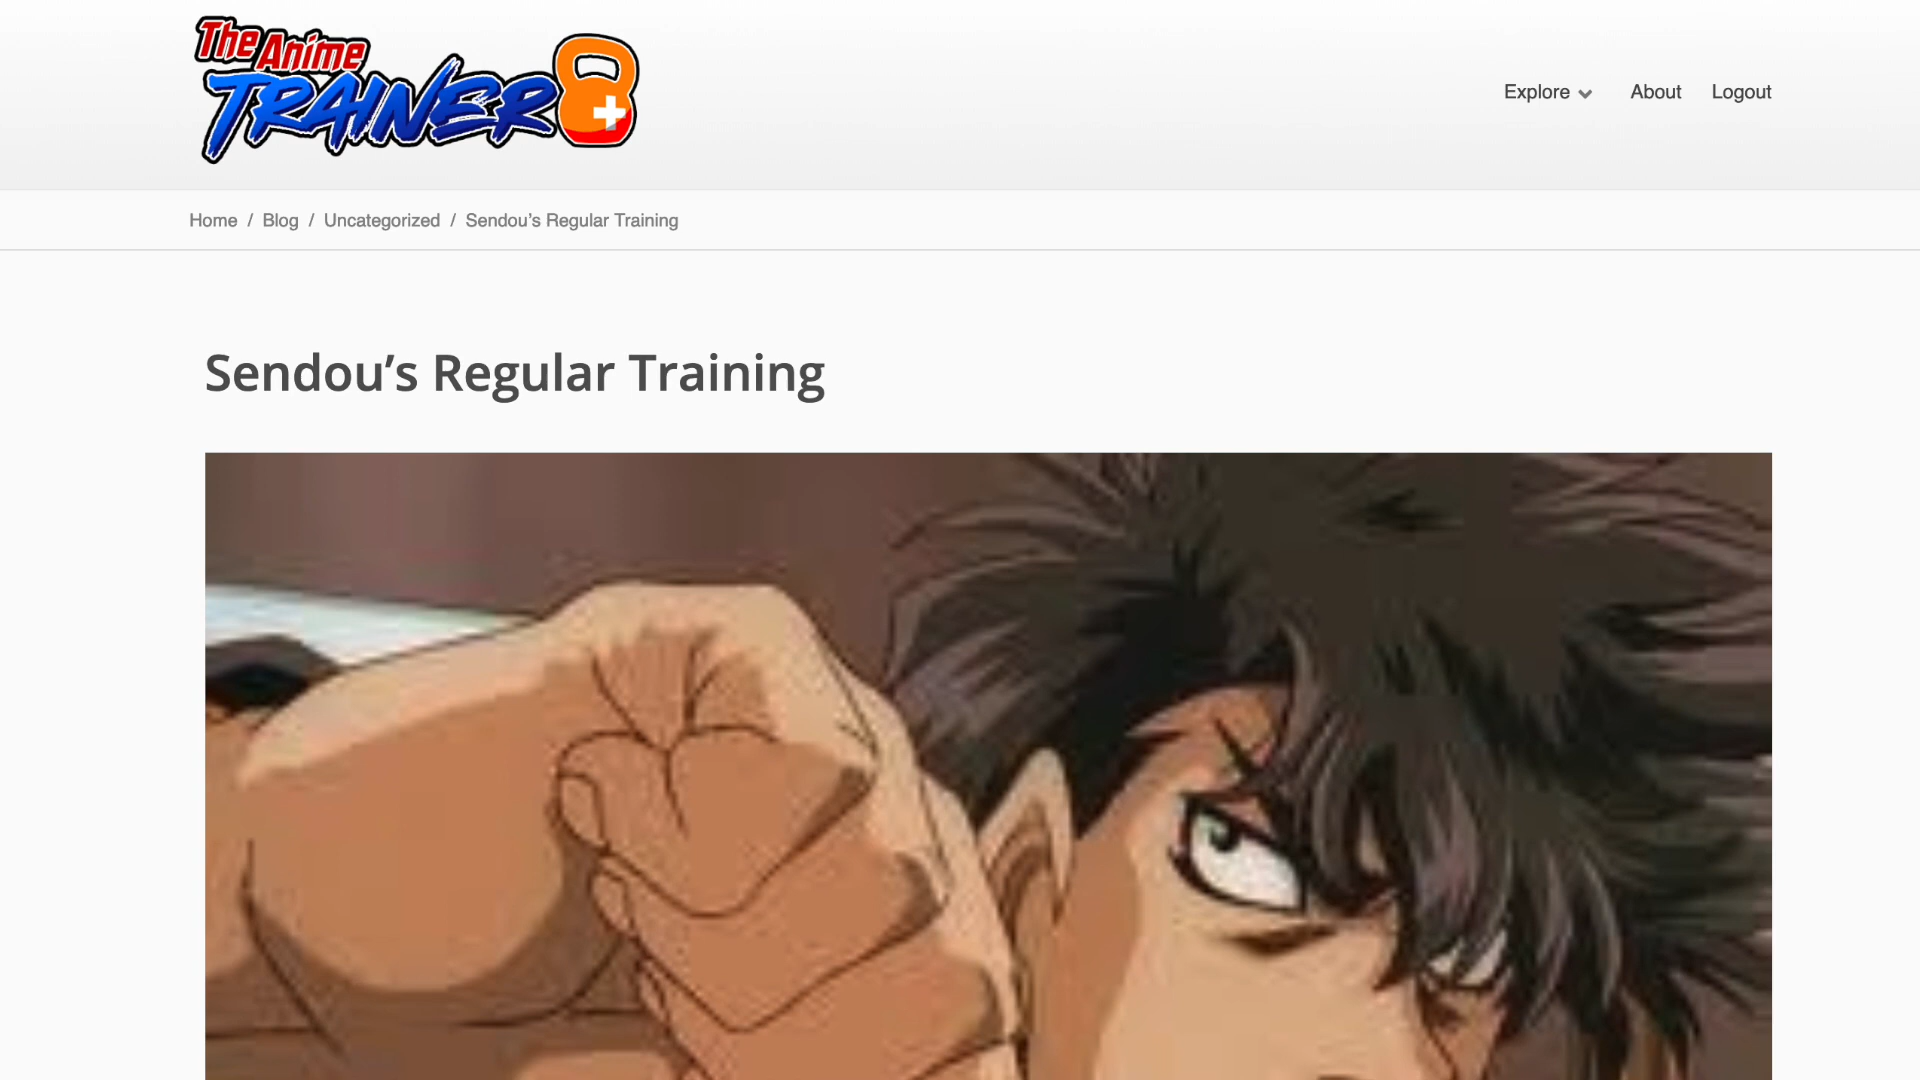 The Anime
TRAINER
Explore About Logout
Home / Blog / Uncategorized / Sendou’s Regular Training
Sendou’s Regular Training